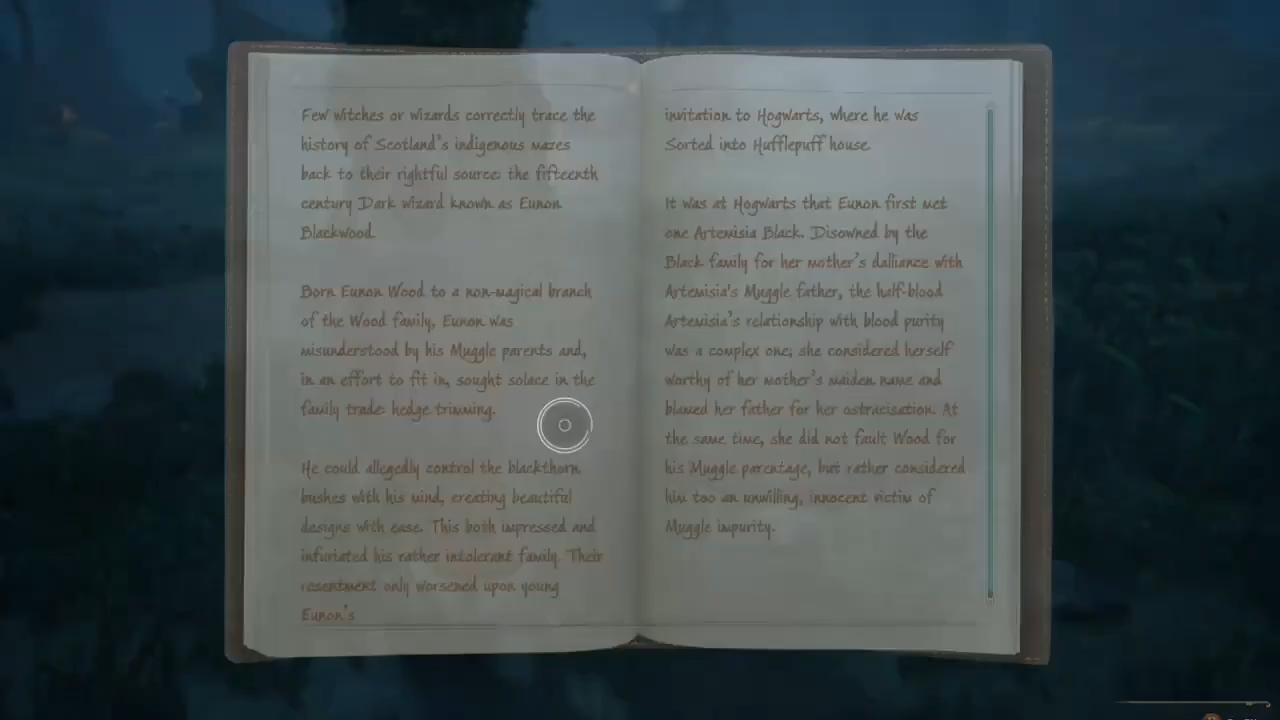 Few witches or wizards correctly trace the
history of Scotland's indigenous mazes
back to their rightful source: the fifteenth
century Dark wizard known as Eunon
Blackwood.
Born Eunon Wood to a non-magical branch
of the Wood family, Eunon was
misunderstood by his Muggle parents and,
in an effort to fit in, sought solace in the
family trade: hedge trimming.
He could allegedly control the blackthorn
bushes with his mind, creating beautiful
designs with ease. This both impressed and
infuriated his rather intolerant family. Their
resentment only worsened upon young
Eunon's
invitation to Hogwarts, where he was
Sorted into Hufflepuff house.
It was at Hogwarts that Eunon first met
one Artemisia Black. Disowned by the
Black family for her mother's dalliance with
Artemisia's Muggle father, the half-blood
Artemisia's relationship with blood purity
was a complex one; she considered herself
worthy of her mother's maiden name and
blamed her father for her ostracisation. At
the same time, she did not fault Wood for
his Muggle parentage, but rather considered
him too an unwilling, innocent victim of
Muggle impurity.